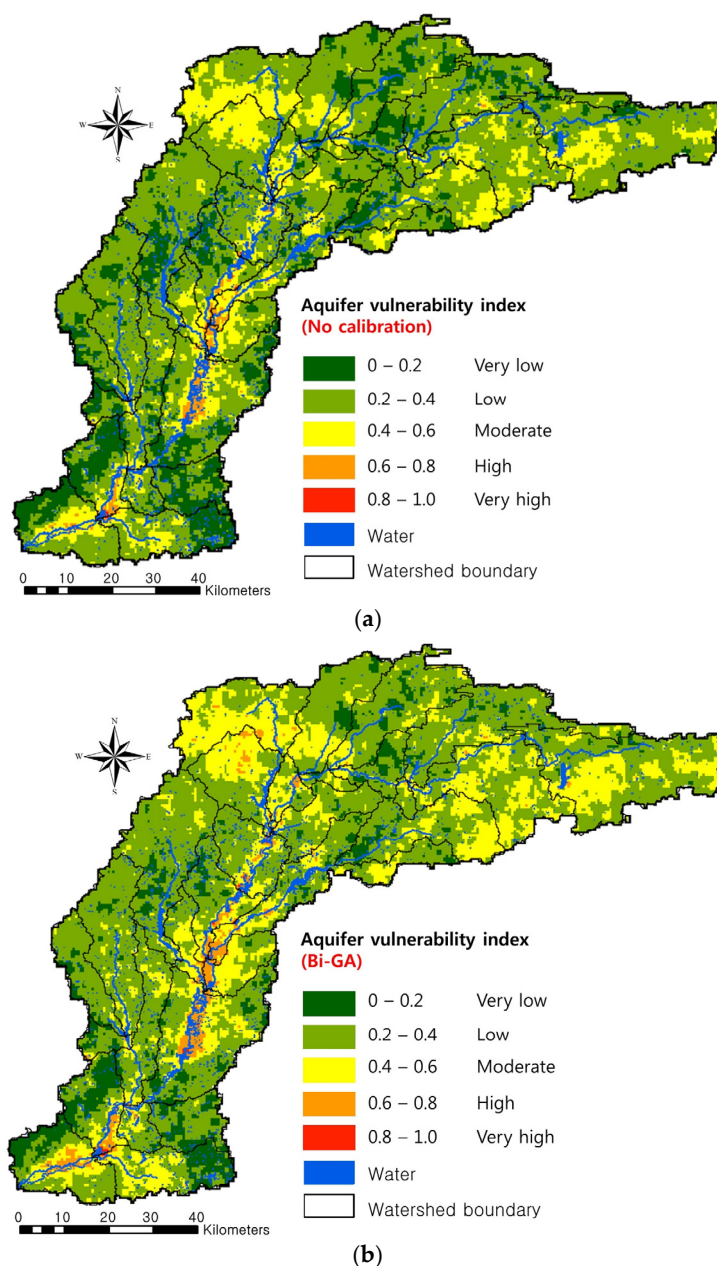 N
W E
S
Aquifer vulnerability index
(No calibration)
0 – 0.2 Very low
0.2 – 0.4 Low
0.4 – 0.6 Moderate
0.6 – 0.8 High
0.8 – 1.0 Very high
Water
Watershed boundary
0 10 20 30 40
Kilometers
(a)
N
W E
S
Aquifer vulnerability index
(Bi-GA)
0 – 0.2 Very low
0.2 – 0.4 Low
0.4 – 0.6 Moderate
0.6 – 0.8 High
0.8 – 1.0 Very high
Water
Watershed boundary
0 10 20 30 40
Kilometers
(b)